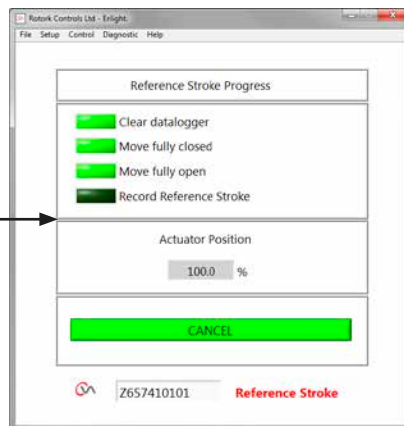 Rotork Controls Ltd - Enlight.
File Setup Control Diagnostic Help
Reference Stroke Progress
Clear datalogger
Move fully closed
Move fully open
Record Reference Stroke
Actuator Position
100.0 %
CANCEL
Z657410101 Reference Stroke